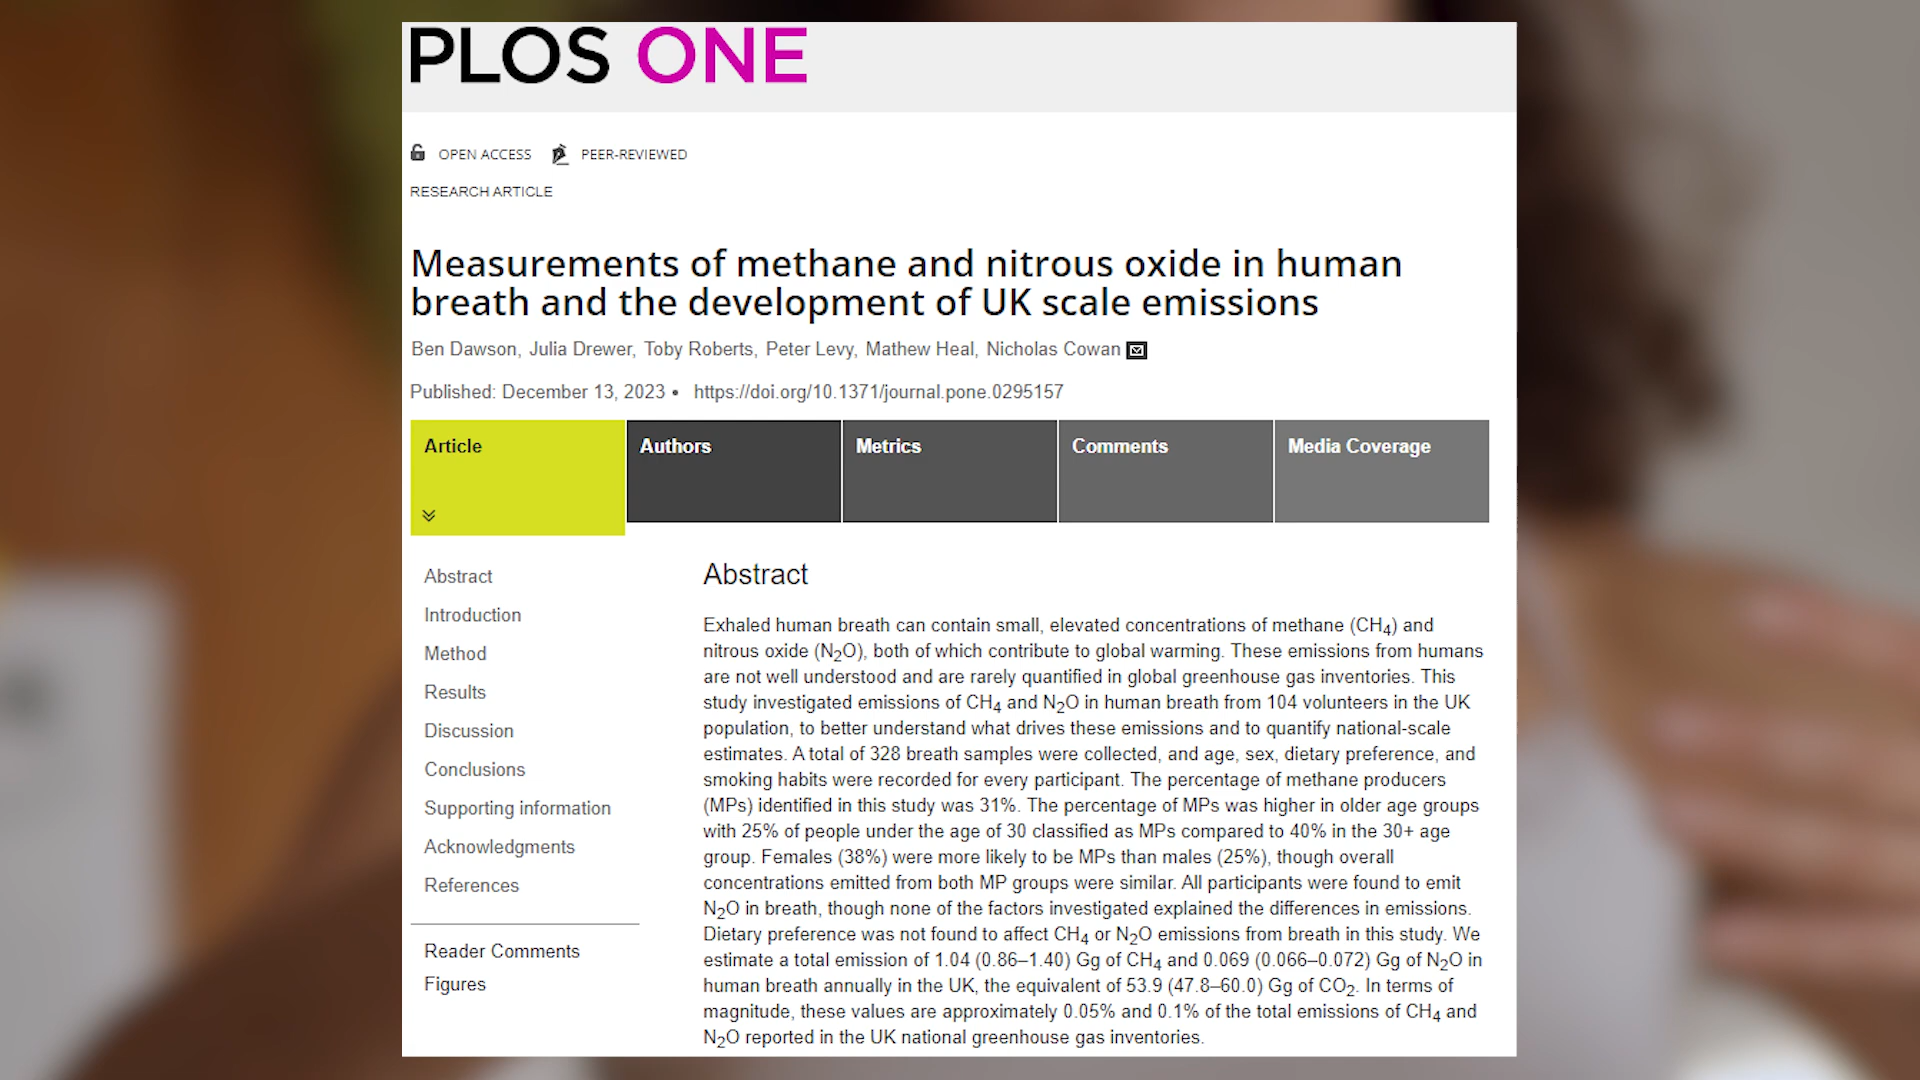 PLOS ONE
OPEN ACCESS PEER-REVIEWED
RESEARCH ARTICLE
Measurements of methane and nitrous oxide in human
breath and the development of UK scale emissions
Ben Dawson, Julia Drewer, Toby Roberts, Peter Levy, Mathew Heal, Nicholas Cowan
Published: December 13, 2023 • https://doi.org/10.1371/journal.pone.0295157
Article
Authors
Metrics
Comments
Media Coverage
Abstract
Introduction
Method
Results
Discussion
Conclusions
Supporting information
Acknowledgments
References
Reader Comments
Figures
Abstract
Exhaled human breath can contain small, elevated concentrations of methane (CH4) and
nitrous oxide (N2O), both of which contribute to global warming. These emissions from humans
are not well understood and are rarely quantified in global greenhouse gas inventories. This
study investigated emissions of CH4 and N2O in human breath from 104 volunteers in the UK
population, to better understand what drives these emissions and to quantify national-scale
estimates. A total of 328 breath samples were collected, and age, sex, dietary preference, and
smoking habits were recorded for every participant. The percentage of methane producers
(MPs) identified in this study was 31%. The percentage of MPs was higher in older age groups
with 25% of people under the age of 30 classified as MPs compared to 40% in the 30+ age
group. Females (38%) were more likely to be MPs than males (25%), though overall
concentrations emitted from both MP groups were similar. All participants were found to emit
N2O in breath, though none of the factors investigated explained the differences in emissions.
Dietary preference was not found to affect CH4 or N2O emissions from breath in this study. We
estimate a total emission of 1.04 (0.86–1.40) Gg of CH4 and 0.069 (0.066–0.072) Gg of N2O in
human breath annually in the UK, the equivalent of 53.9 (47.8–60.0) Gg of CO2. In terms of
magnitude, these values are approximately 0.05% and 0.1% of the total emissions of CH4 and
N2O reported in the UK national greenhouse gas inventories.